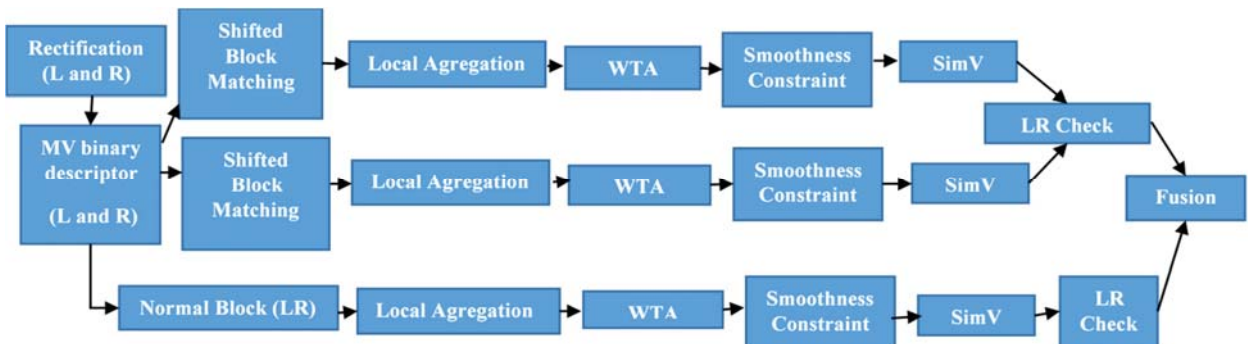 Rectification
(L and R)
MV binary
descriptor
(L and R)
Shifted
Block
Matching
Local Agregation
WTA
Smoothness
Constraint
SimV
Shifted
Block
Matching
Local Agregation
WTA
Smoothness
Constraint
SimV
LR Check
Fusion
Normal Block (LR)
Local Agregation
WTA
Smoothness
Constraint
SimV
LR
Check